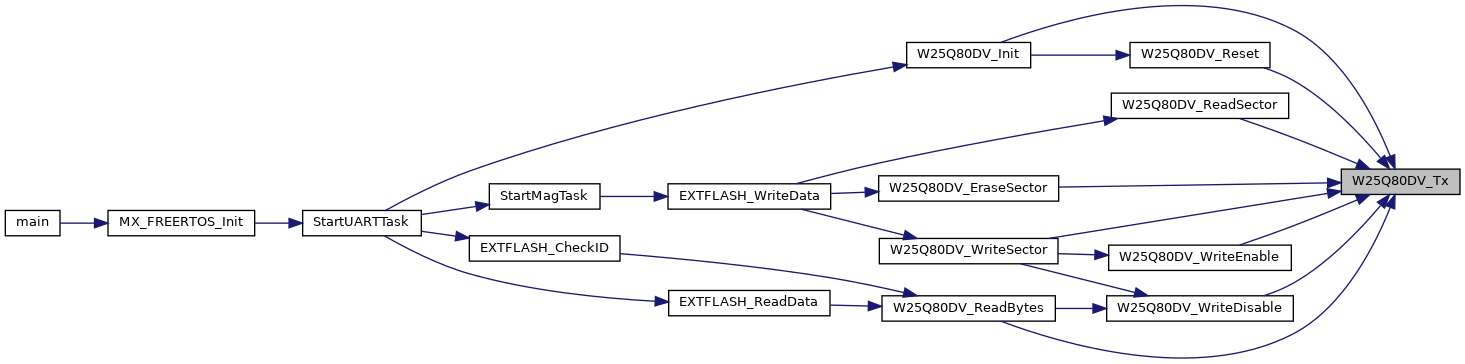 W25Q80DV_Init
W25Q80DV_Reset
W25Q80DV_ReadSector
W25Q80DV_Tx
StartMagTask
EXTFLASH_WriteData
W25Q80DV_EraseSector
main
MX_FREERTOS_Init
StartUARTTask
EXTFLASH_CheckID
W25Q80DV_WriteSector
W25Q80DV_WriteEnable
EXTFLASH_ReadData
W25Q80DV_ReadBytes
W25Q80DV_WriteDisable